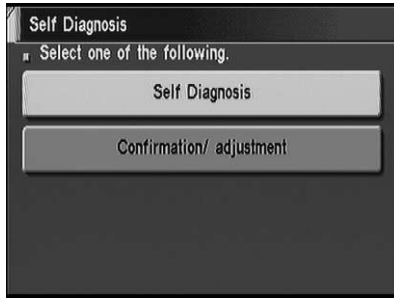 Self Diagnosis
Select one of the following.
Self Diagnosis
Confirmation/ adjustment